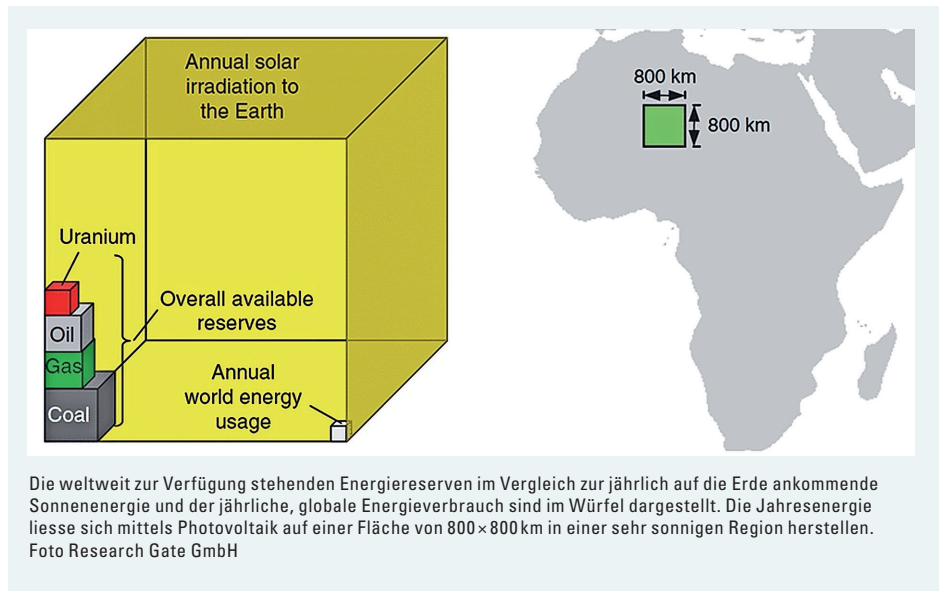 Annual solar
irradiation to
the Earth
Uranium
Overall available
reserves
Oil
Gas
Coal
Annual
world energy
usage
800 km
800 km
Die weltweit zur Verfügung stehenden Energiereserven im Vergleich zur jährlich auf die Erde ankommende
Sonnenenergie und der jährliche, globale Energieverbrauch sind im Würfel dargestellt. Die Jahresenergie
liesse sich mittels Photovoltaik auf einer Fläche von 800×800 km in einer sehr sonnigen Region herstellen.
Foto Research Gate GmbH